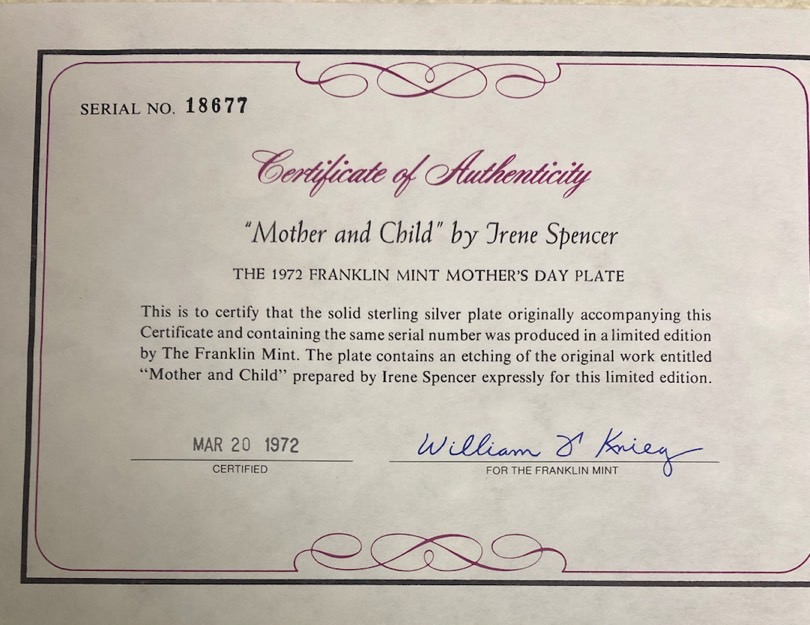 SERIAL NO. 18677
Certificate of Authenticity
"Mother and Child" by Irene Spencer
THE 1972 FRANKLIN MINT MOTHER'S DAY PLATE
This is to certify that the solid sterling silver plate originally accompanying this
Certificate and containing the same serial number was produced in a limited edition
by The Franklin Mint. The plate contains an etching of the original work entitled
"Mother and Child" prepared by Irene Spencer expressly for this limited edition.
MAR 20 1972
CERTIFIED
William Krieg
FOR THE FRANKLIN MINT